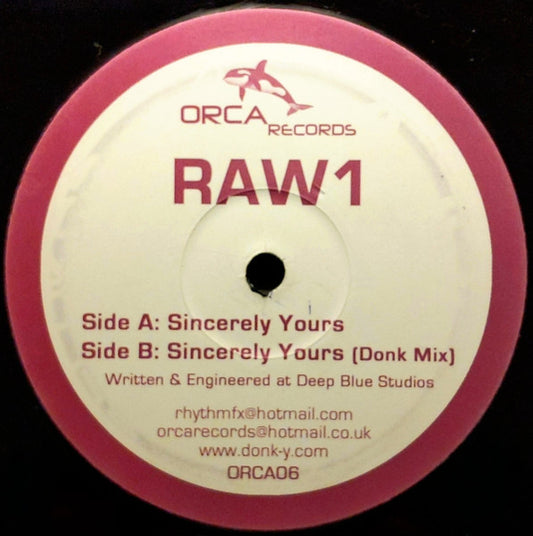 ORCA
RECORDS
RAW1
Side A: Sincerely Yours
Side B: Sincerely Yours (Donk Mix)
Written & Engineered at Deep Blue Studios
rhythmfx@hotmail.com
orcarecords@hotmail.co.uk
www.donk-y.com
ORCA06